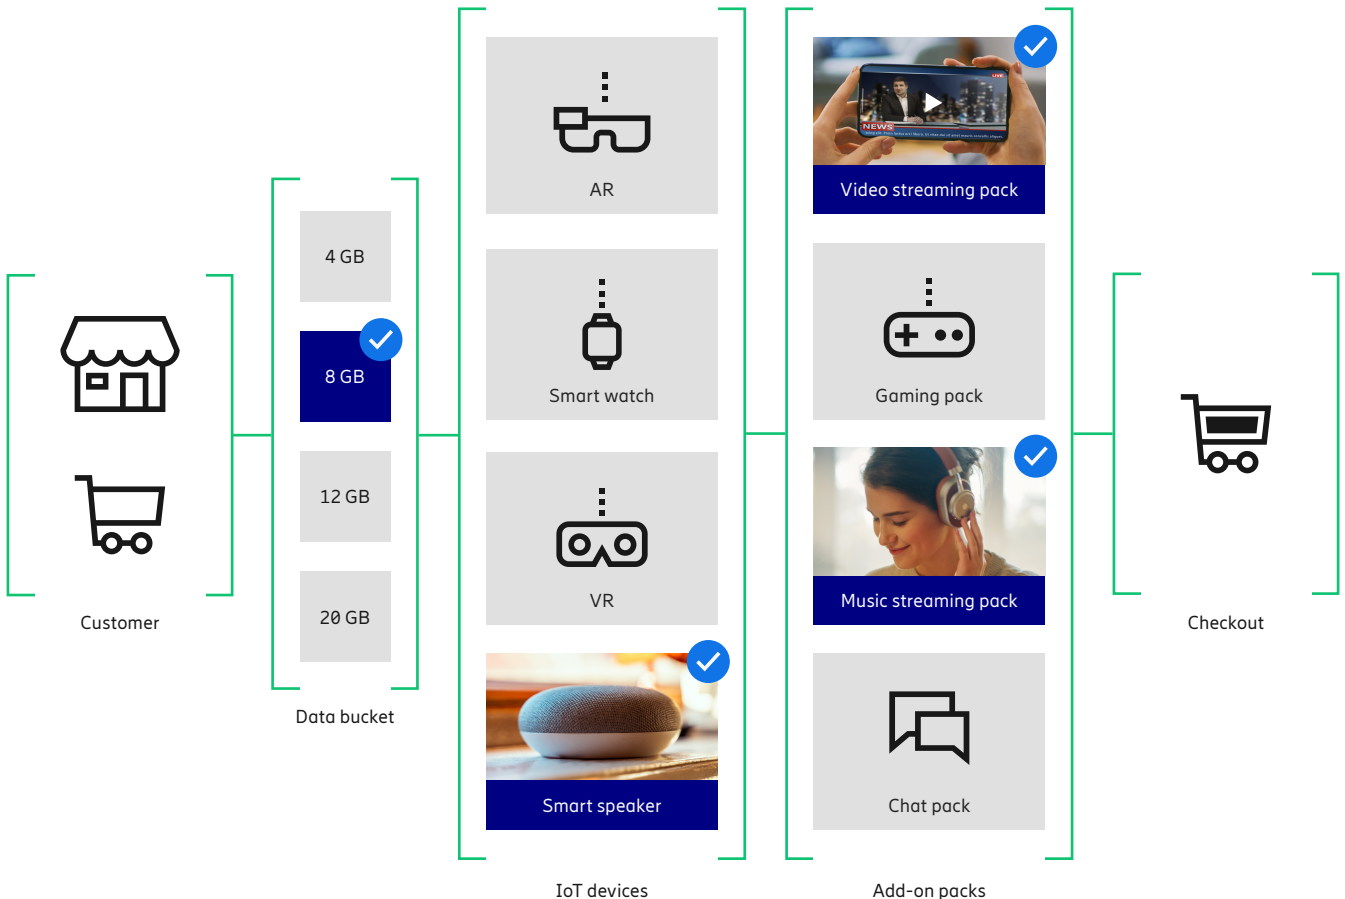 Customer
4 GB
8 GB
12 GB
20 GB
Data bucket
AR
Smart watch
VR
Smart speaker
IoT devices
LIVE
NEWS
Video streaming pack
Gaming pack
Music streaming pack
Chat pack
Add-on packs
Checkout